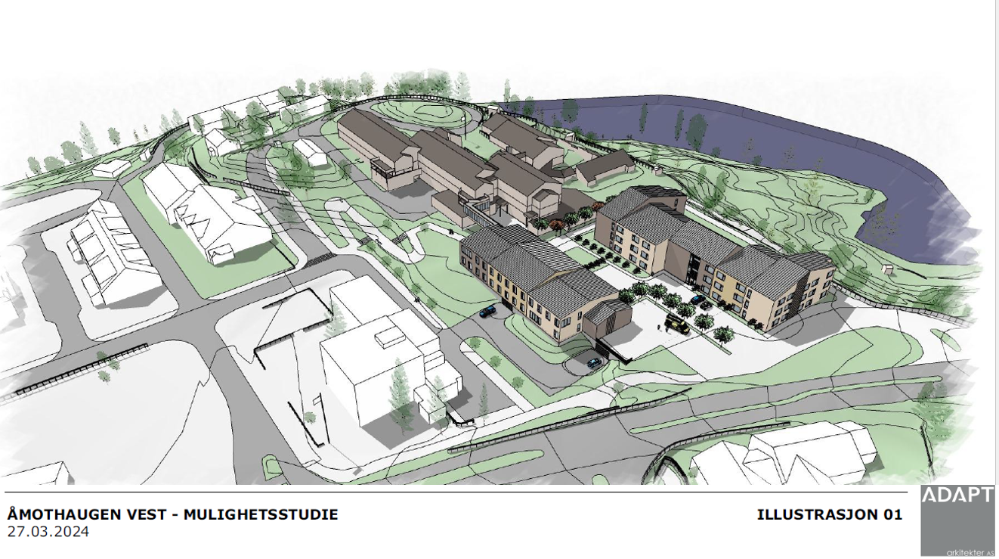 ÅMOTHAUGEN VEST - MULIGHETSSTUDIE
27.03.2024
ILLUSTRASJON 01
ADAPT
arkitekter AS